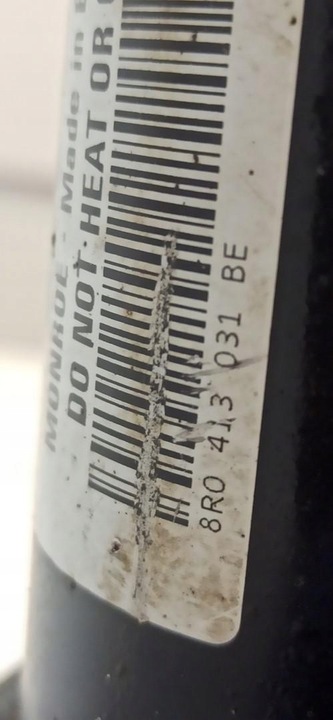 MONROE - Made in
DO NOT HEAT OR
8R0 413 031 BE